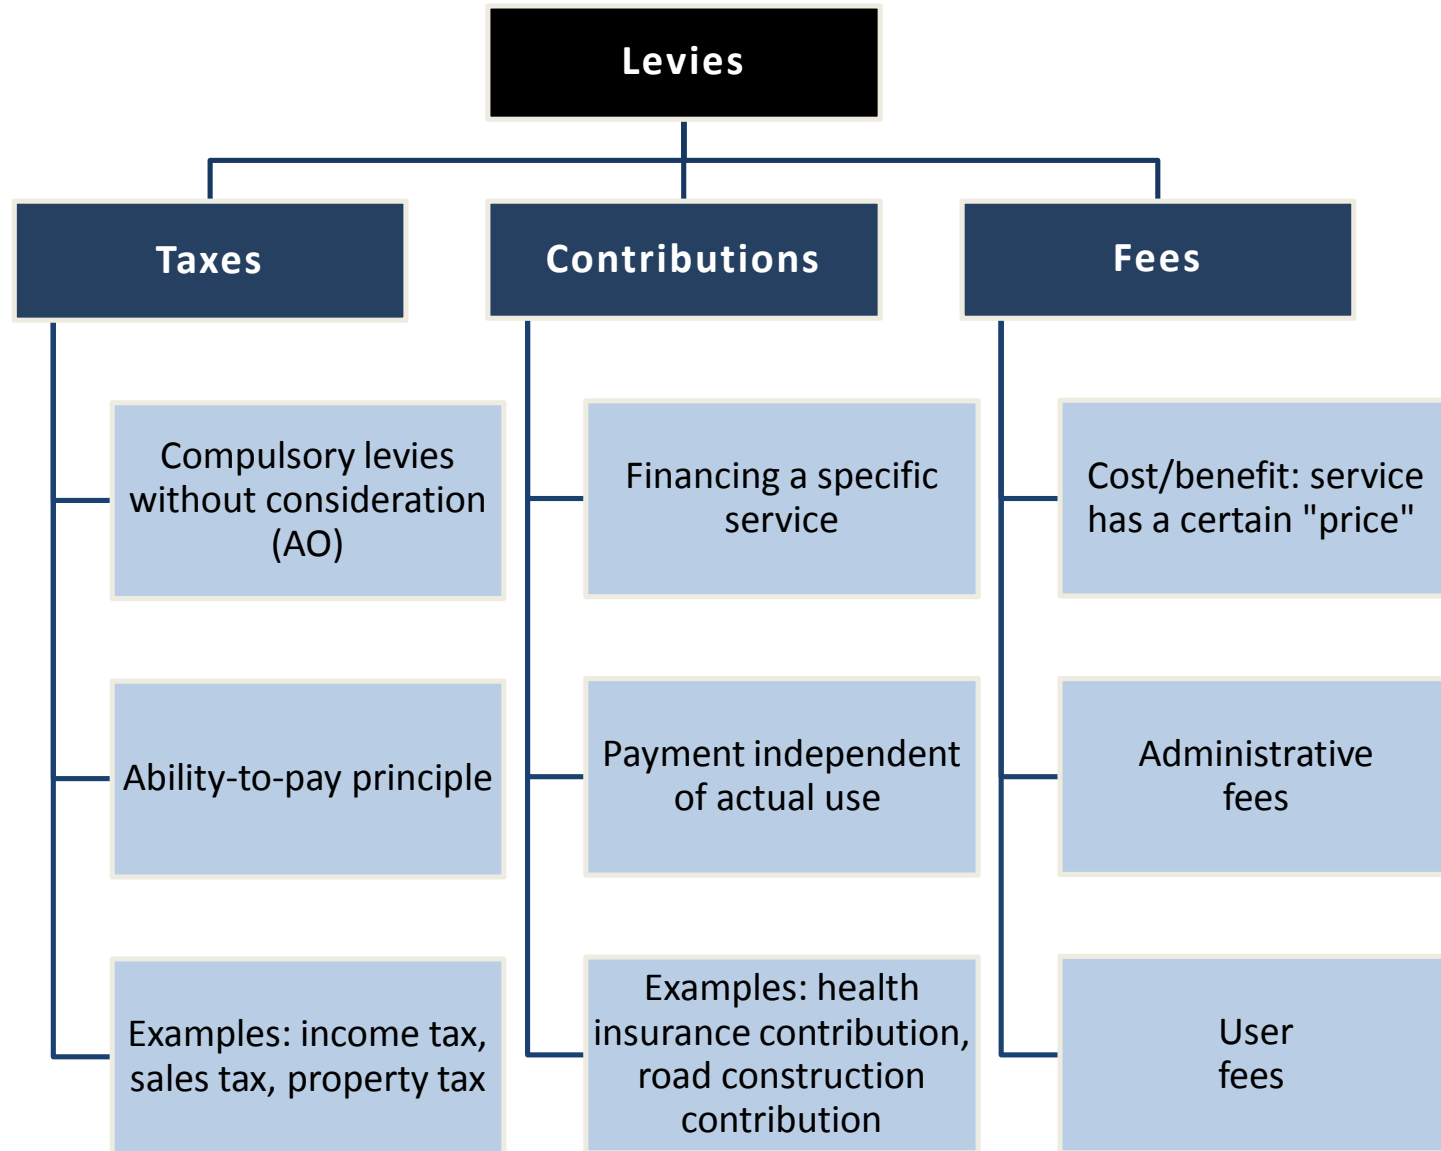 Levies
Taxes
Contributions
Fees
Compulsory levies
without consideration
(AO)
Financing a specific
service
Cost/benefit: service
has a certain "price"
Ability-to-pay principle
Payment independent
of actual use
Administrative
fees
Examples: income tax,
sales tax, property tax
Examples: health
insurance contribution,
road construction
contribution
User
fees